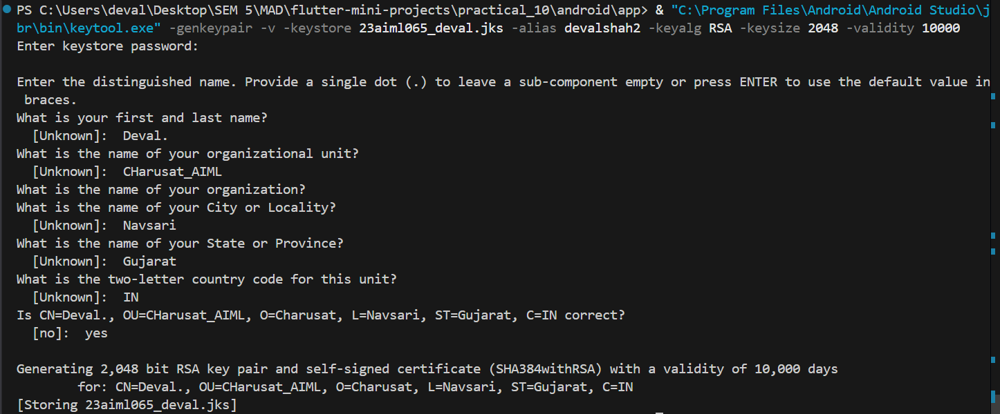 PS C:\Users\deval\Desktop\SEM 5\MAD\flutter-mini-projects\practical_10\android\app> & "C:\Program Files\Android\Android Studio\j
br\bin\keytool.exe" -genkeypair -v -keystore 23aiml065_deval.jks -alias devalshah2 -keyalg RSA -keysize 2048 -validity 10000
Enter keystore password:
Enter the distinguished name. Provide a single dot (.) to leave a sub-component empty or press ENTER to use the default value in
braces.
What is your first and last name?
[Unknown]:  Deval.
What is the name of your organizational unit?
[Unknown]:  CHarusat_AIML
What is the name of your organization?
What is the name of your City or Locality?
[Unknown]:  Navsari
What is the name of your State or Province?
[Unknown]:  Gujarat
What is the two-letter country code for this unit?
[Unknown]:  IN
Is CN=Deval., OU=CHarusat_AIML, O=Charusat, L=Navsari, ST=Gujarat, C=IN correct?
[no]:  yes
Generating 2,048 bit RSA key pair and self-signed certificate (SHA384withRSA) with a validity of 10,000 days
for: CN=Deval., OU=CHarusat_AIML, O=Charusat, L=Navsari, ST=Gujarat, C=IN
[Storing 23aiml065_deval.jks]